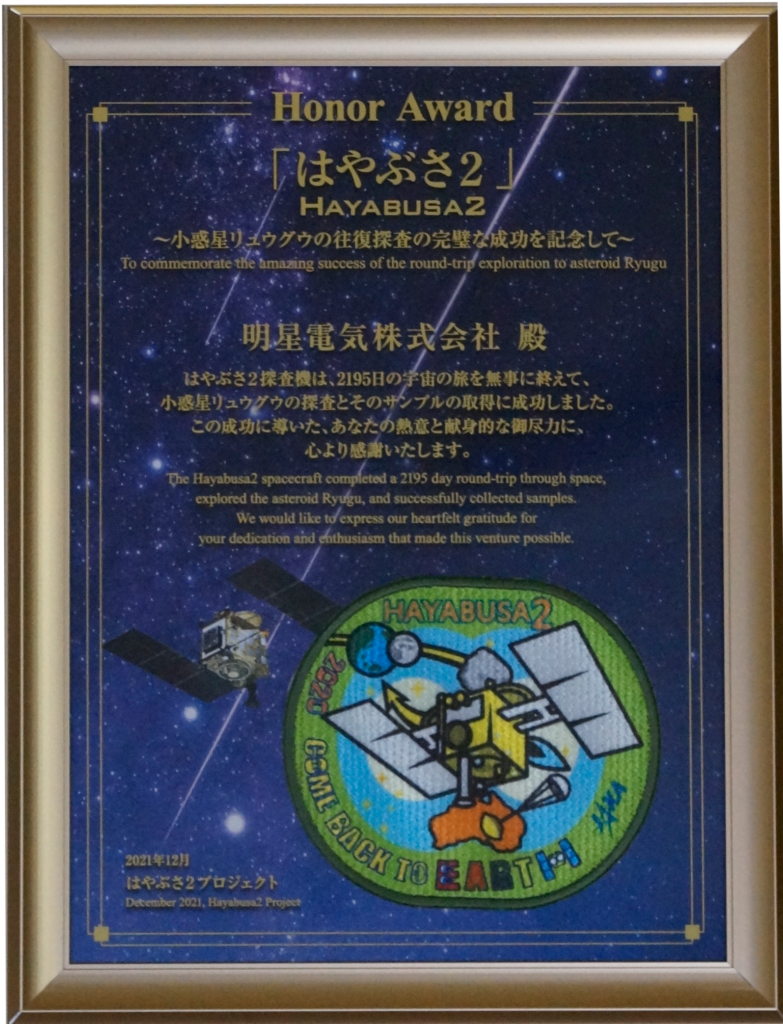 Honor Award
「はやぶさ2」
HAYABUSA2
～小惑星リュウグウの往復探査の完璧な成功を記念して～
To commemorate the amazing success of the round-trip exploration to asteroid Ryugu
明星電気株式会社 殿
はやぶさ2探査機は、2195日の宇宙の旅を無事に終えて、
小惑星リュウグウの探査とそのサンプルの取得に成功しました。
この成功に導いた、あなたの熱意と献身的な御尽力に、
心より感謝いたします。
The Hayabusa2 spacecraft completed a 2195 day round-trip through space,
explored the asteroid Ryugu, and successfully collected samples.
We would like to express our heartfelt gratitude for
your dedication and enthusiasm that made this venture possible.
HAYABUSA2
2020
COME BACK TO EARTH
2021年12月
はやぶさ2プロジェクト
December 2021, Hayabusa2 Project